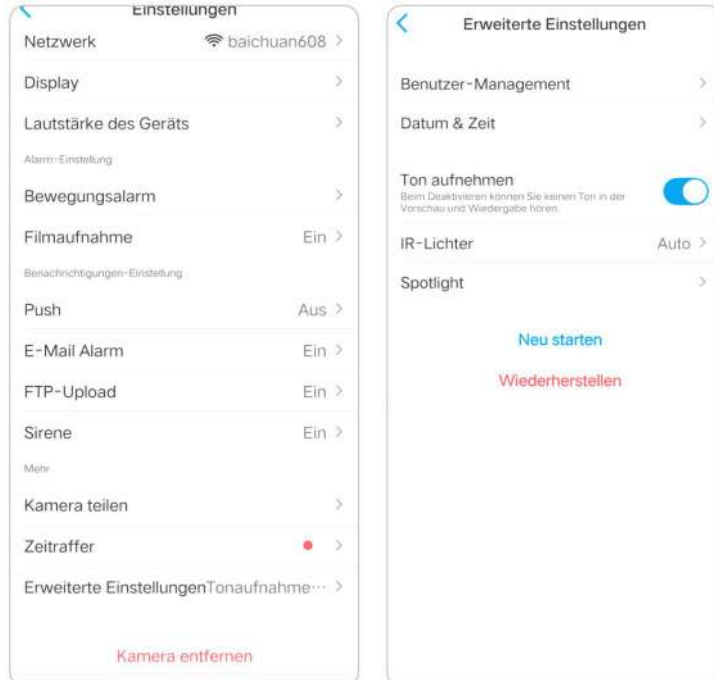 Einstellungen
Netzwerk baichuan608
Display
Lautstärke des Geräts
Alarm-Einstellung
Bewegungsalarm
Filmaufnahme Ein
Benachrichtigungen-Einstellung
Push Aus
E-Mail Alarm Ein
FTP-Upload Ein
Sirene Ein
Mehr
Kamera teilen
Zeitraffer
Erweiterte Einstellungen Tonaufnahme···
Kamera entfernen
Erweiterte Einstellungen
Benutzer-Management
Datum & Zeit
Ton aufnehmen
Beim Deaktivieren können Sie keinen Ton in der
Vorschau und Wiedergabe hören.
IR-Lichter Auto
Spotlight
Neu starten
Wiederherstellen